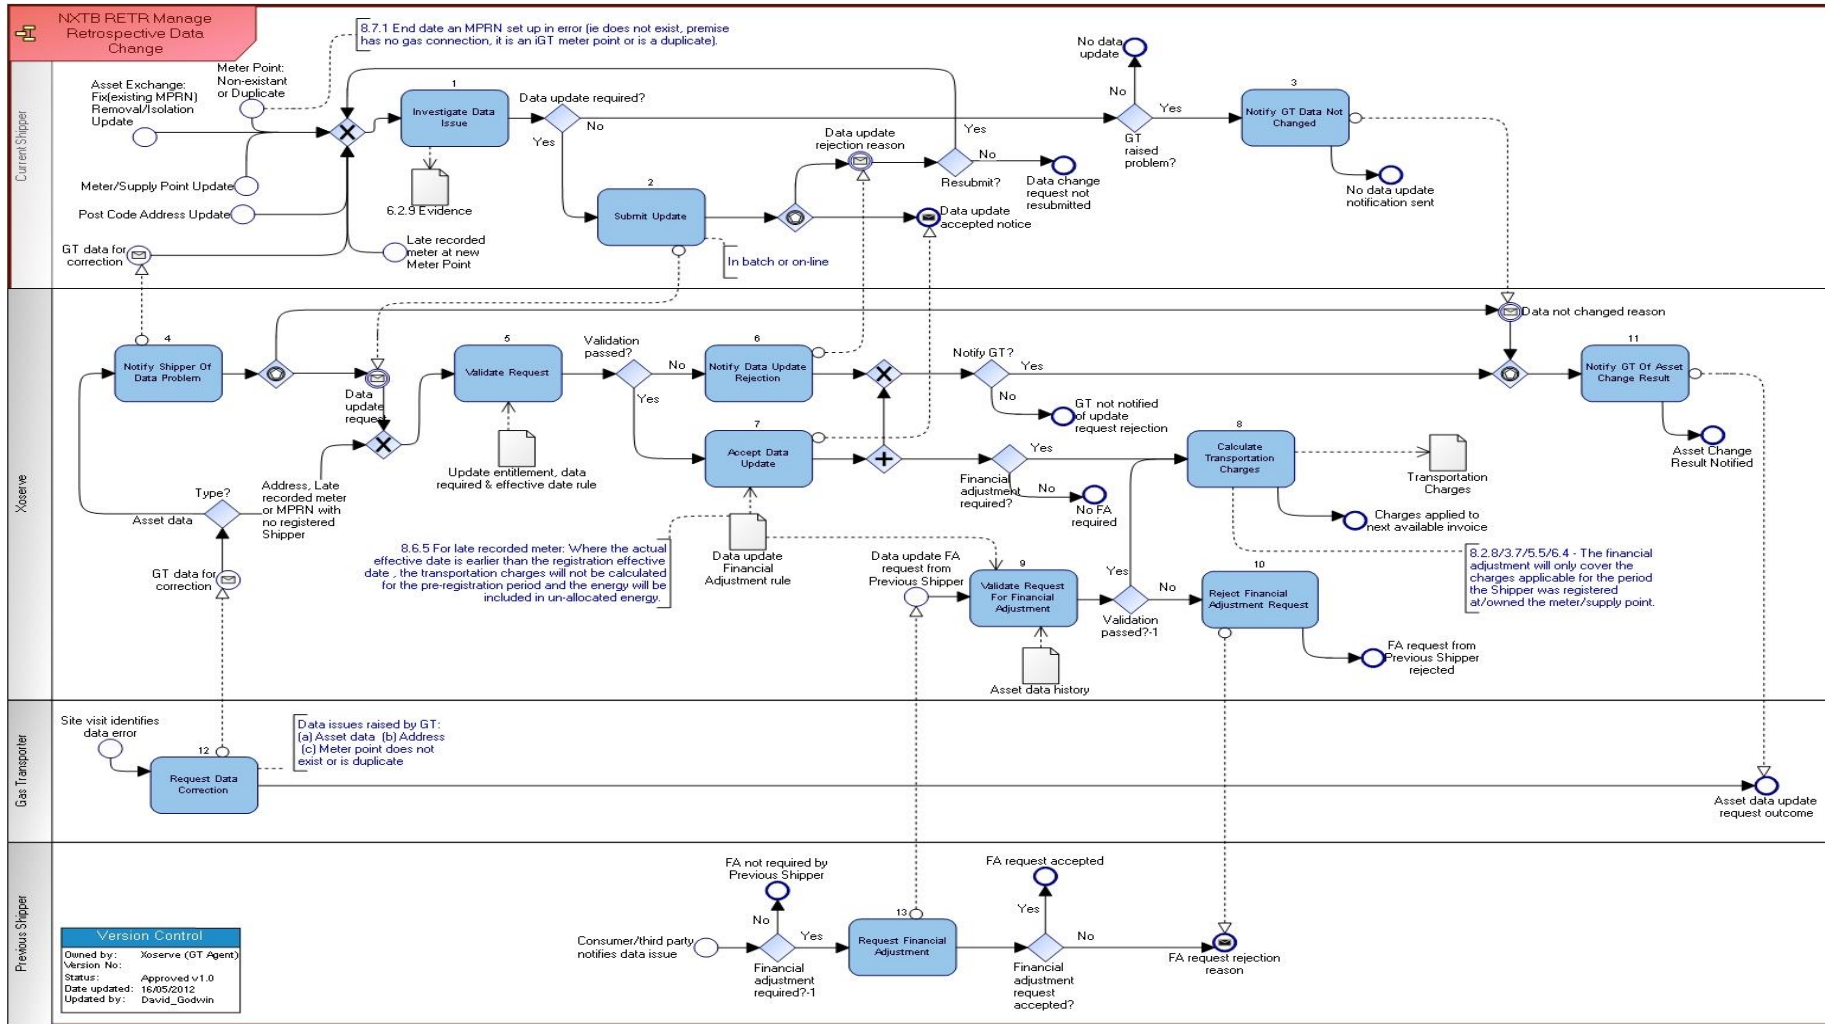 NXTB RETR Manage
Retrospective Data
Change
Current Shipper
8.7.1 End date an MPRN set up in error (ie does not exist, premise
has no gas connection, it is an iGT meter point or is a duplicate).
Asset Exchange:
Fix(existing MPRN)
Removal/Isolation
Update
Meter Point:
Non-existant
or Duplicate
Meter/Supply Point Update
Post Code Address Update
GT data for
correction
Late recorded
meter at new
Meter Point
1
Investigate Data
Issue
6.2.9 Evidence
Data update required?
No
Yes
2
Submit Update
In batch or on-line
Data update
rejection reason
Yes
No
Resubmit?
Data change
request not
resubmitted
Data update
accepted notice
No data
update
No
Yes
GT
raised
problem?
3
Notify GT Data Not
Changed
No data update
notification sent
Xoserve
4
Notify Shipper Of
Data Problem
Data
update
request
5
Validate Request
Update entitlement, data
required & effective date rule
Validation
passed?
No
Yes
6
Notify Data Update
Rejection
7
Accept Data
Update
Notify GT?
Yes
No
GT not notified
of update
request rejection
Data not changed reason
11
Notify GT Of Asset
Change Result
Asset Change
Result Notified
Type?
Asset data
Address, Late
recorded meter
or MPRN with
no registered
Shipper
GT data for
correction
8.6.5 For late recorded meter: Where the actual
effective date is earlier than the registration effective
date , the transportation charges will not be calculated
for the pre-registration period and the energy will be
included in un-allocated energy.
Data update
Financial
Adjustment rule
Yes
Financial
adjustment
required?
No
No FA
required
8
Calculate
Transportation
Charges
Transportation
Charges
Charges applied to
next available invoice
8.2.8/3.7/5.5/6.4 - The financial
adjustment will only cover the
charges applicable for the period
the Shipper was registered
at/owned the meter/supply point.
Data update FA
request from
Previous Shipper
9
Validate Request
For Financial
Adjustment
Asset data history
Yes
No
Validation
passed?-1
10
Reject Financial
Adjustment Request
FA request from
Previous Shipper
rejected
Gas Transporter
Site visit identifies
data error
12
Request Data
Correction
Data issues raised by GT:
(a) Asset data (b) Address
(c) Meter point does not
exist or is duplicate
Asset data update
request outcome
Previous Shipper
Consumer/third party
notifies data issue
FA not required by
Previous Shipper
No
Yes
Financial
adjustment
required?-1
13
Request Financial
Adjustment
FA request accepted
Yes
No
Financial
adjustment
request
accepted?
FA request rejection
reason
Version Control
Owned by: Xoserve (GT Agent)
Version No:
Status: Approved v1.0
Date updated: 16/05/2012
Updated by: David_Godwin